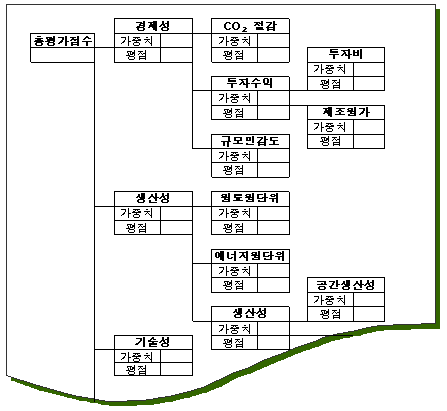 총평가점수
경제성
가중치
평점
CO₂ 절감
가중치
평점
투자수익
가중치
평점
투자비
가중치
평점
제조원가
가중치
평점
규모민감도
가중치
평점
생산성
가중치
평점
원료원단위
가중치
평점
에너지원단위
가중치
평점
생산성
가중치
평점
공간생산성
가중치
평점
기술성
가중치
평점